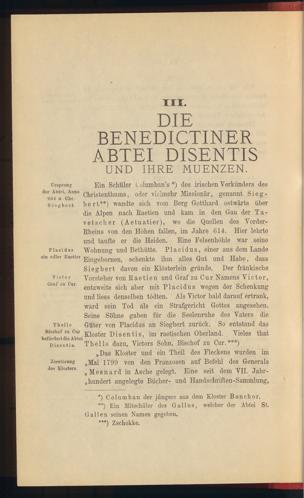 III.
DIE
BENEDICTINER
ABTEI DISENTIS
UND IHRE MUENZEN.
Ursprung
der Abtei, Anno
614 n. Chr.
Siegbert
Ein Schüler Columban's *) des irischen Verkünders des
Christenthums, oder vielmehr Missionär, genannt Sieg-
bert**) wandte sich vom Berg Gotthard ostwärts über
die Alpen nach Raetien und kam in den Gau der Ta-
vetscher (Aetuatier), wo die Quellen des Vorder-
Rheins von den Höhen fallen, im Jahre 614. Hier lehrte
und taufte er die Heiden. Eine Felsenhöhle war seine
Placidus
ein edler Raetier
Wohnung und Bethütte. Placidus, einer aus dem Lande
Eingeborner, schenkte ihm alles Gut und Habe, dass
Siegbert davon ein Klösterlein gründe. Der fränkische
Victor
Graf zu Cur.
Vorsteher von Raetien und Graf zu Cur Namens Victor,
entzweite sich aber mit Placidus wegen der Schenkung
und liess denselben tödten. Als Victor bald darauf ertrank,
ward sein Tod als ein Strafgericht Gottes angesehen.
Seine Söhne gaben für die Seelenruhe des Vaters die
Thello
Bischof zu Cur
befiehlt die Abtei
Disentis
Güter von Placidus an Siegbert zurück. So entstand das
Kloster Disentis, im roetischen Oberland. Vieles that
Thello dazu, Victors Sohn, Bischof zu Cur. ***)
Zerstörung
des Klosters.
„Das Kloster und ein Theil des Fleckens wurden im
„Mai 1799 von den Franzosen auf Befehl des Generals
„Mesnard in Asche gelegt. Eine seit dem VII. Jahr-
„hundert angelegte Bücher- und Handschriften-Sammlung,
*) Columban der jüngere aus dem Kloster Banchor.
**) Ein Mitschüler des Gallus, welcher der Abtei St.
Gallen seinen Namen gegeben.
***) Zschokke.